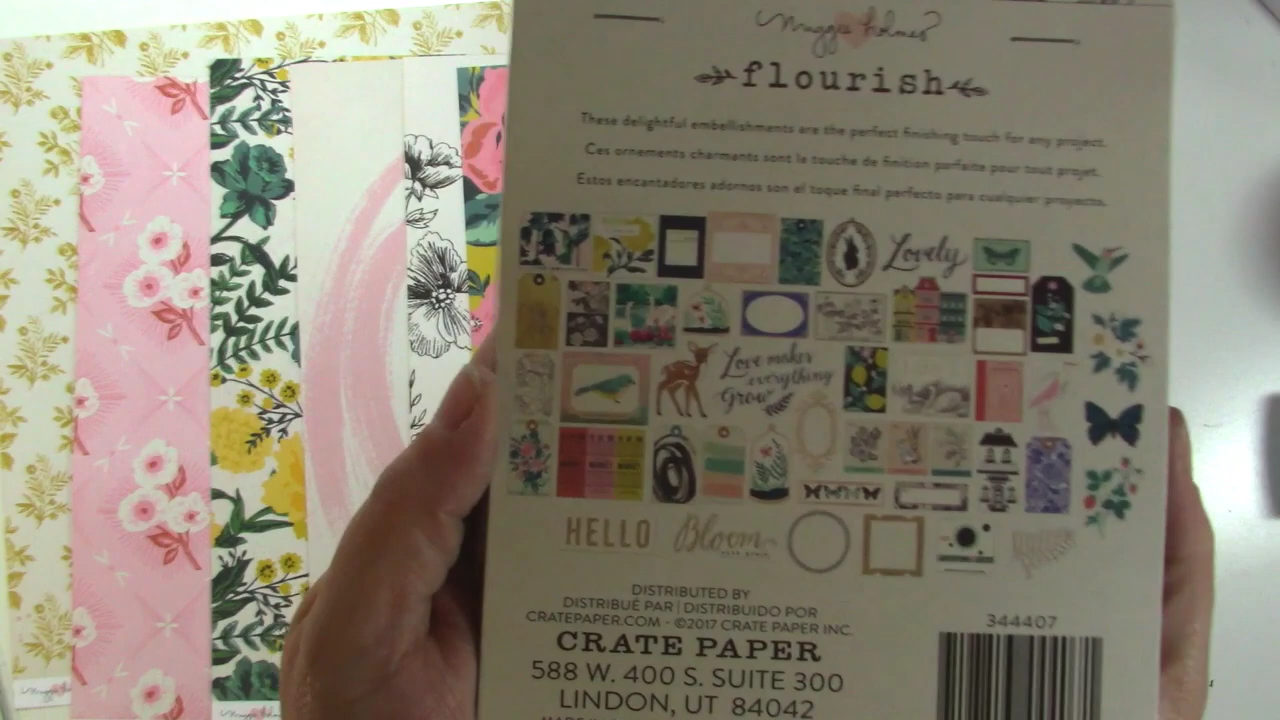 Maggie Holmes
flourish
These delightful embellishments are the perfect finishing touch for any project.
Ces ornements charmants sont le touche de finition parfaite pour tout projet.
Estos encantadores adornos son el toque final perfecto para cualquier proyecto.
Lovely
Love makes
everything
Grow
HELLO
Bloom
DISTRIBUTED BY
DISTRIBUÉ PAR | DISTRIBUIDO POR
CRATEPAPER.COM - ©2017 CRATE PAPER INC.
CRATE PAPER
588 W. 400 S. SUITE 300
LINDON, UT 84042
344407
Maggie
Maggie